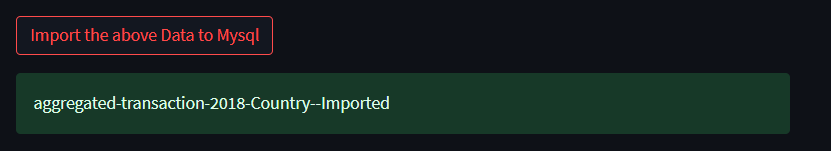 Import the above Data to Mysql
aggregated-transaction-2018-Country--Imported